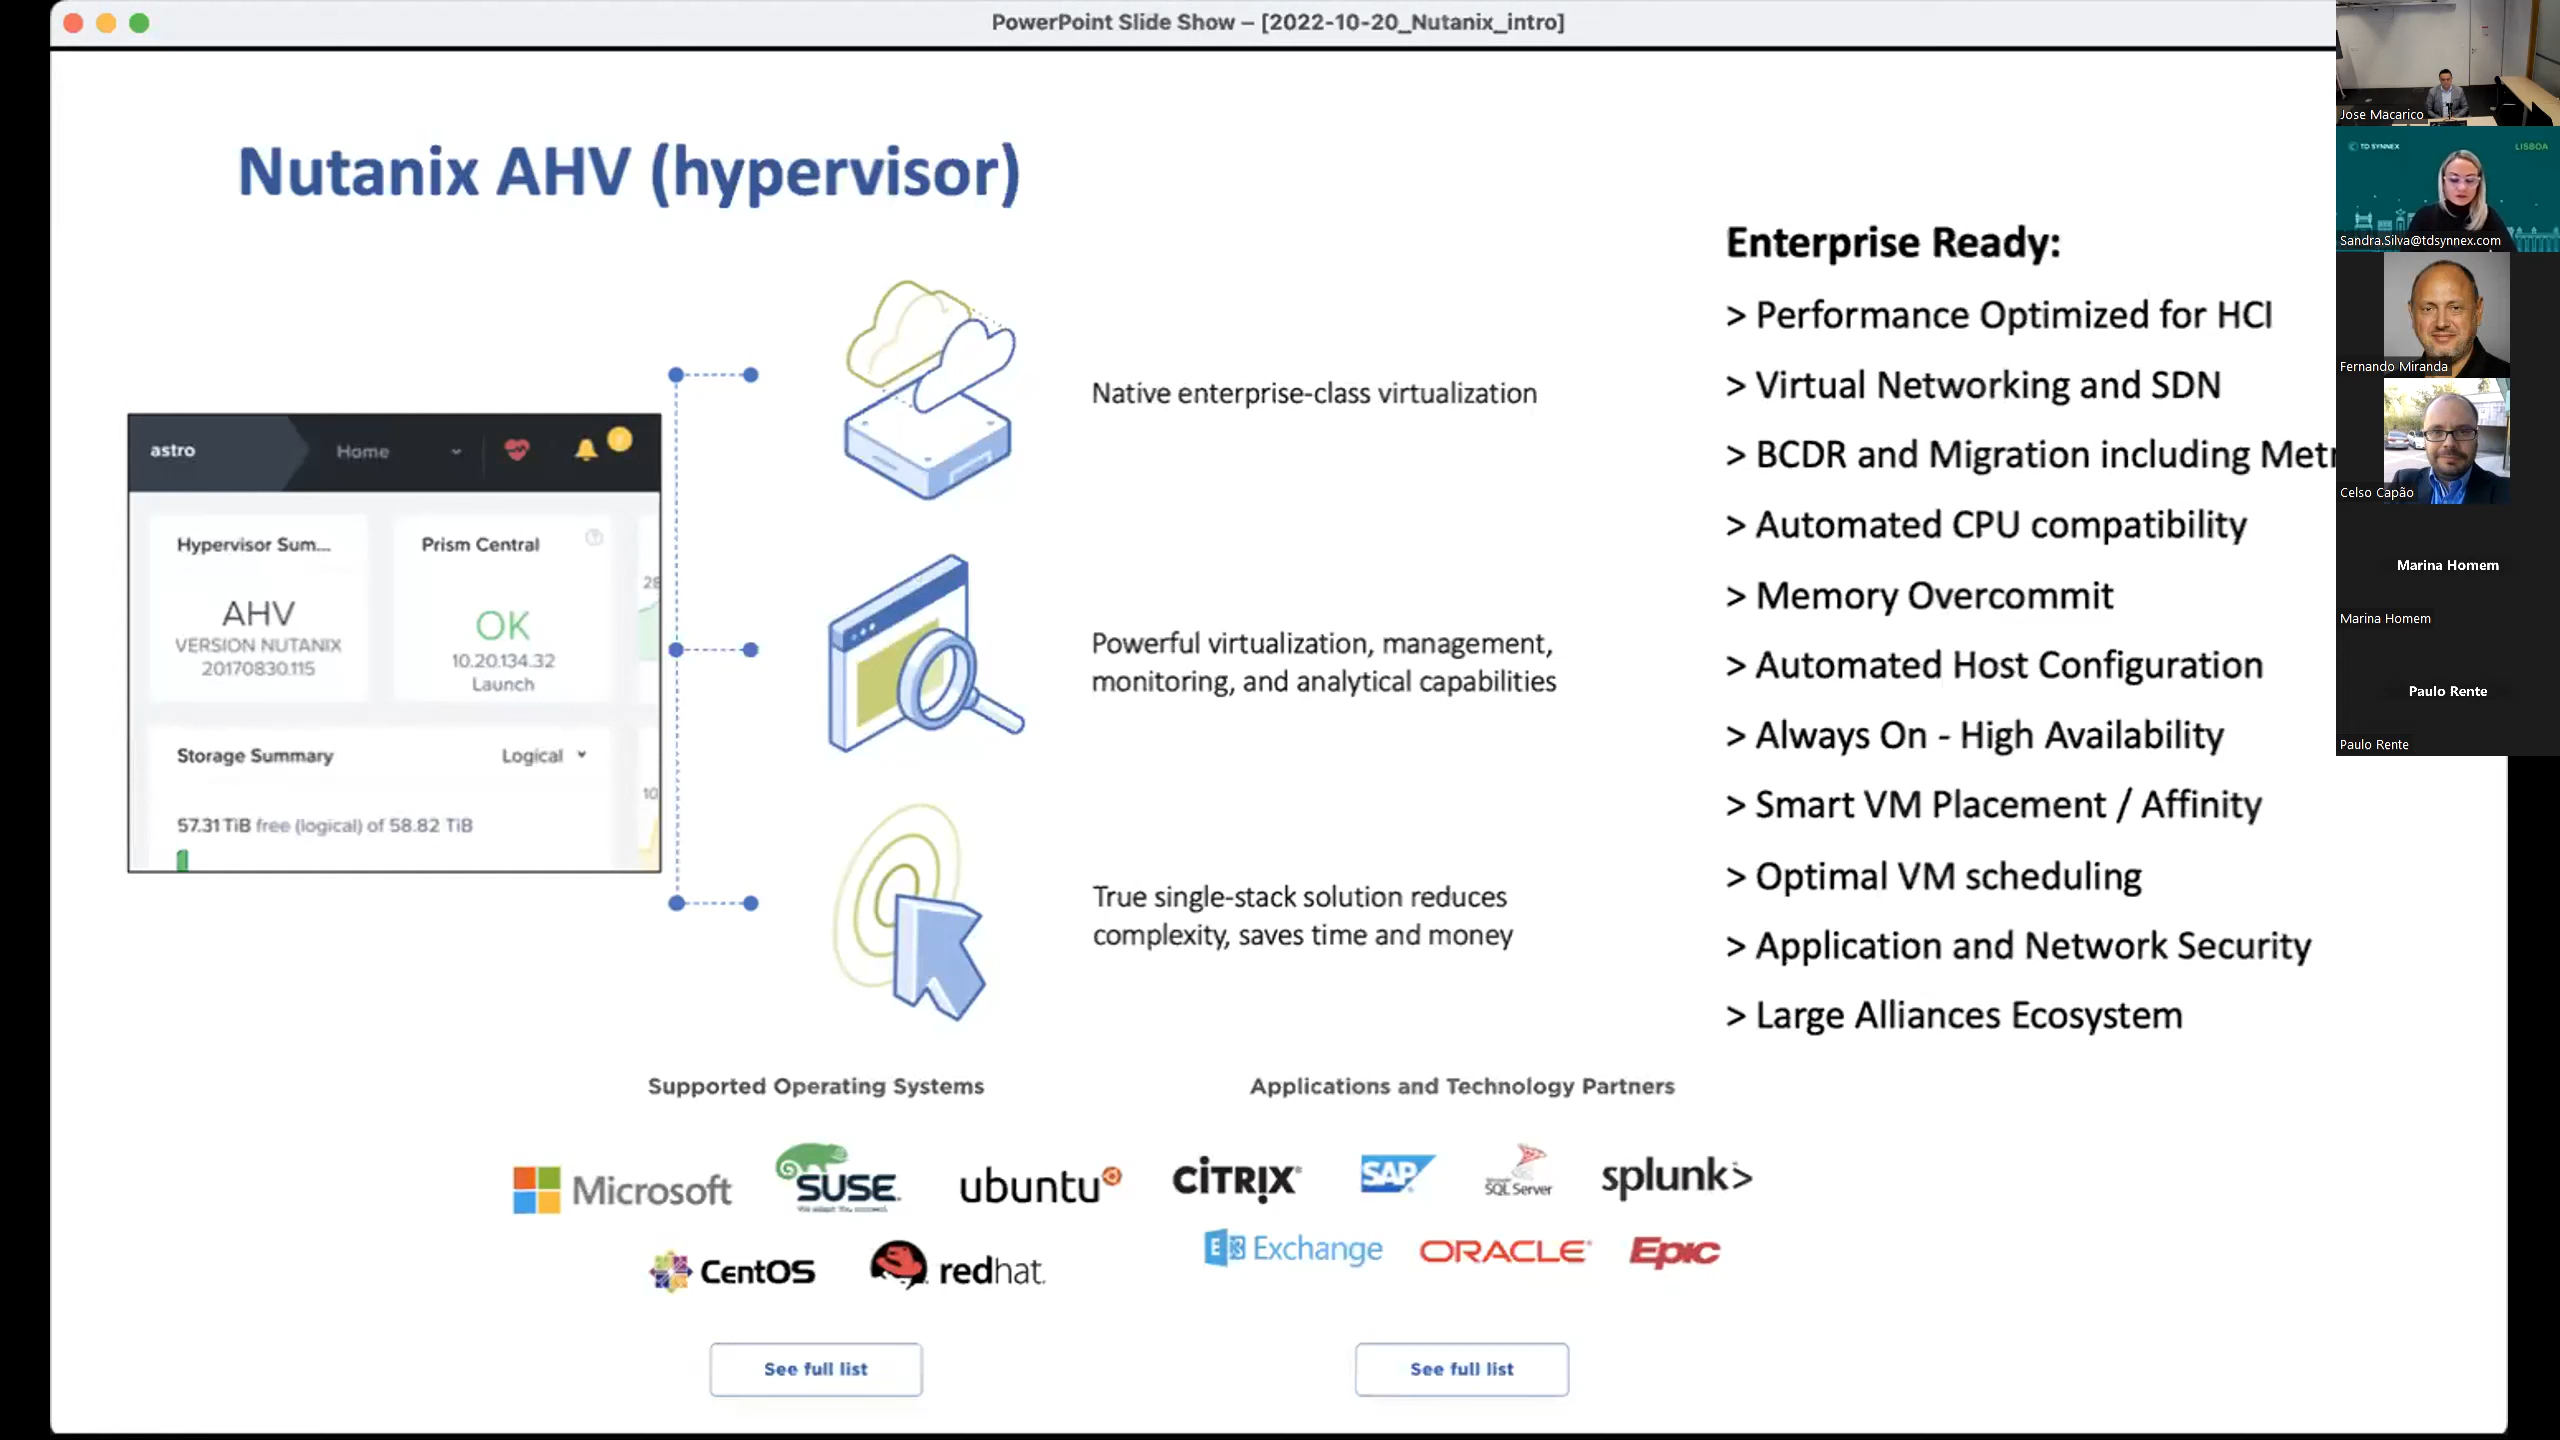 PowerPoint Slide Show – [2022-10-20_Nutanix_intro]
Nutanix AHV (hypervisor)
astro
Home
Hypervisor Sum...
AHV
VERSION NUTANIX
20170830.115
Prism Central
OK
10.20.134.32
Launch
28
Storage Summary
Logical
10
57.31 TiB free (logical) of 58.82 TiB
Native enterprise-class virtualization
Powerful virtualization, management,
monitoring, and analytical capabilities
True single-stack solution reduces
complexity, saves time and money
Enterprise Ready:
> Performance Optimized for HCI
> Virtual Networking and SDN
> BCDR and Migration including Metr
> Automated CPU compatibility
> Memory Overcommit
> Automated Host Configuration
> Always On - High Availability
> Smart VM Placement / Affinity
> Optimal VM scheduling
> Application and Network Security
> Large Alliances Ecosystem
Supported Operating Systems
Microsoft
SUSE
ubuntu
CentOS
redhat.
See full list
Applications and Technology Partners
CITRIX
SAP
SQL Server
splunk>
Exchange
ORACLE
Epic
See full list
Jose Macarico
TD SYNNEX
LISBOA
Sandra.Silva@tdsynnex.com
Fernando Miranda
Celso Capão
Marina Homem
Marina Homem
Paulo Rente
Paulo Rente